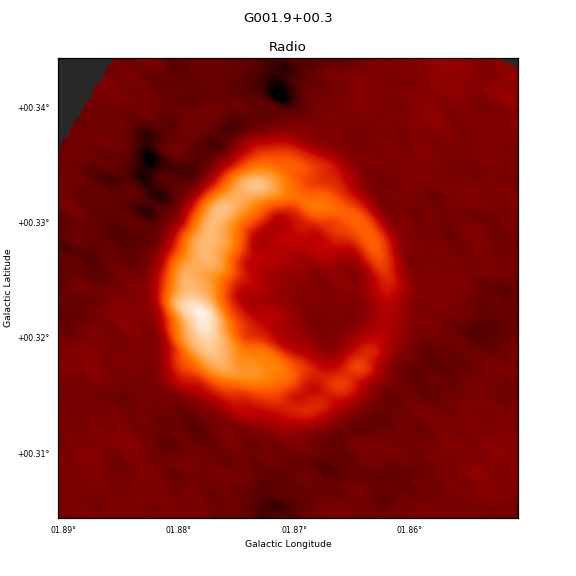 G001.9+00.3
Radio
+00.34°
+00.33°
+00.32°
+00.31°
Galactic Latitude
01.89°
01.88°
01.87°
01.86°
Galactic Longitude